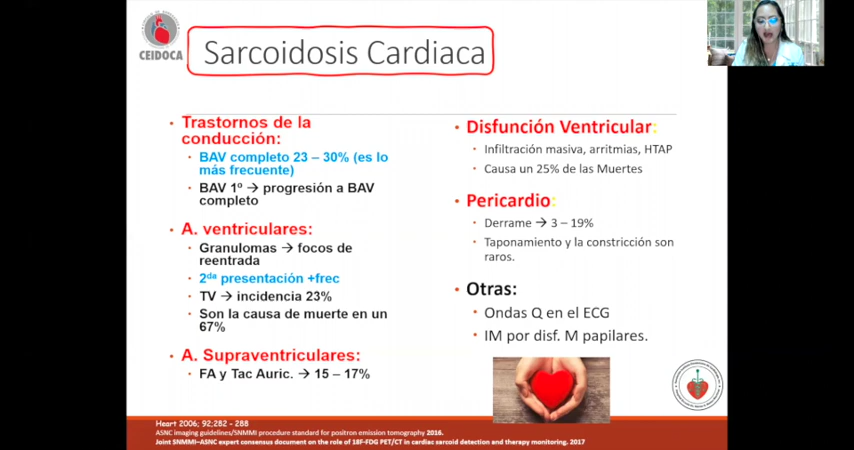 CEIDOCA
Sarcoidosis Cardiaca
• Trastornos de la
conducción:
• BAV completo 23 – 30% (es lo
más frecuente)
• BAV 1º → progresión a BAV
completo
• A. ventriculares:
• Granulomas → focos de
reentrada
• 2da presentación +frec
• TV → incidencia 23%
• Son la causa de muerte en un
67%
• A. Supraventriculares:
• FA y Tac Auric. → 15 – 17%
• Disfunción Ventricular:
• Infiltración masiva, arritmias, HTAP
• Causa un 25% de las Muertes
• Pericardio:
• Derrame → 3 – 19%
• Taponamiento y la constricción son
raros.
• Otras:
• Ondas Q en el ECG
• IM por disf. M papilares.
Heart 2006; 92;282 - 288
ASNC imaging guidelines/SNMMI procedure standard for positron emission tomography 2016.
Joint SNMMI–ASNC expert consensus document on the role of 18F-FDG PET/CT in cardiac sarcoid detection and therapy monitoring. 2017